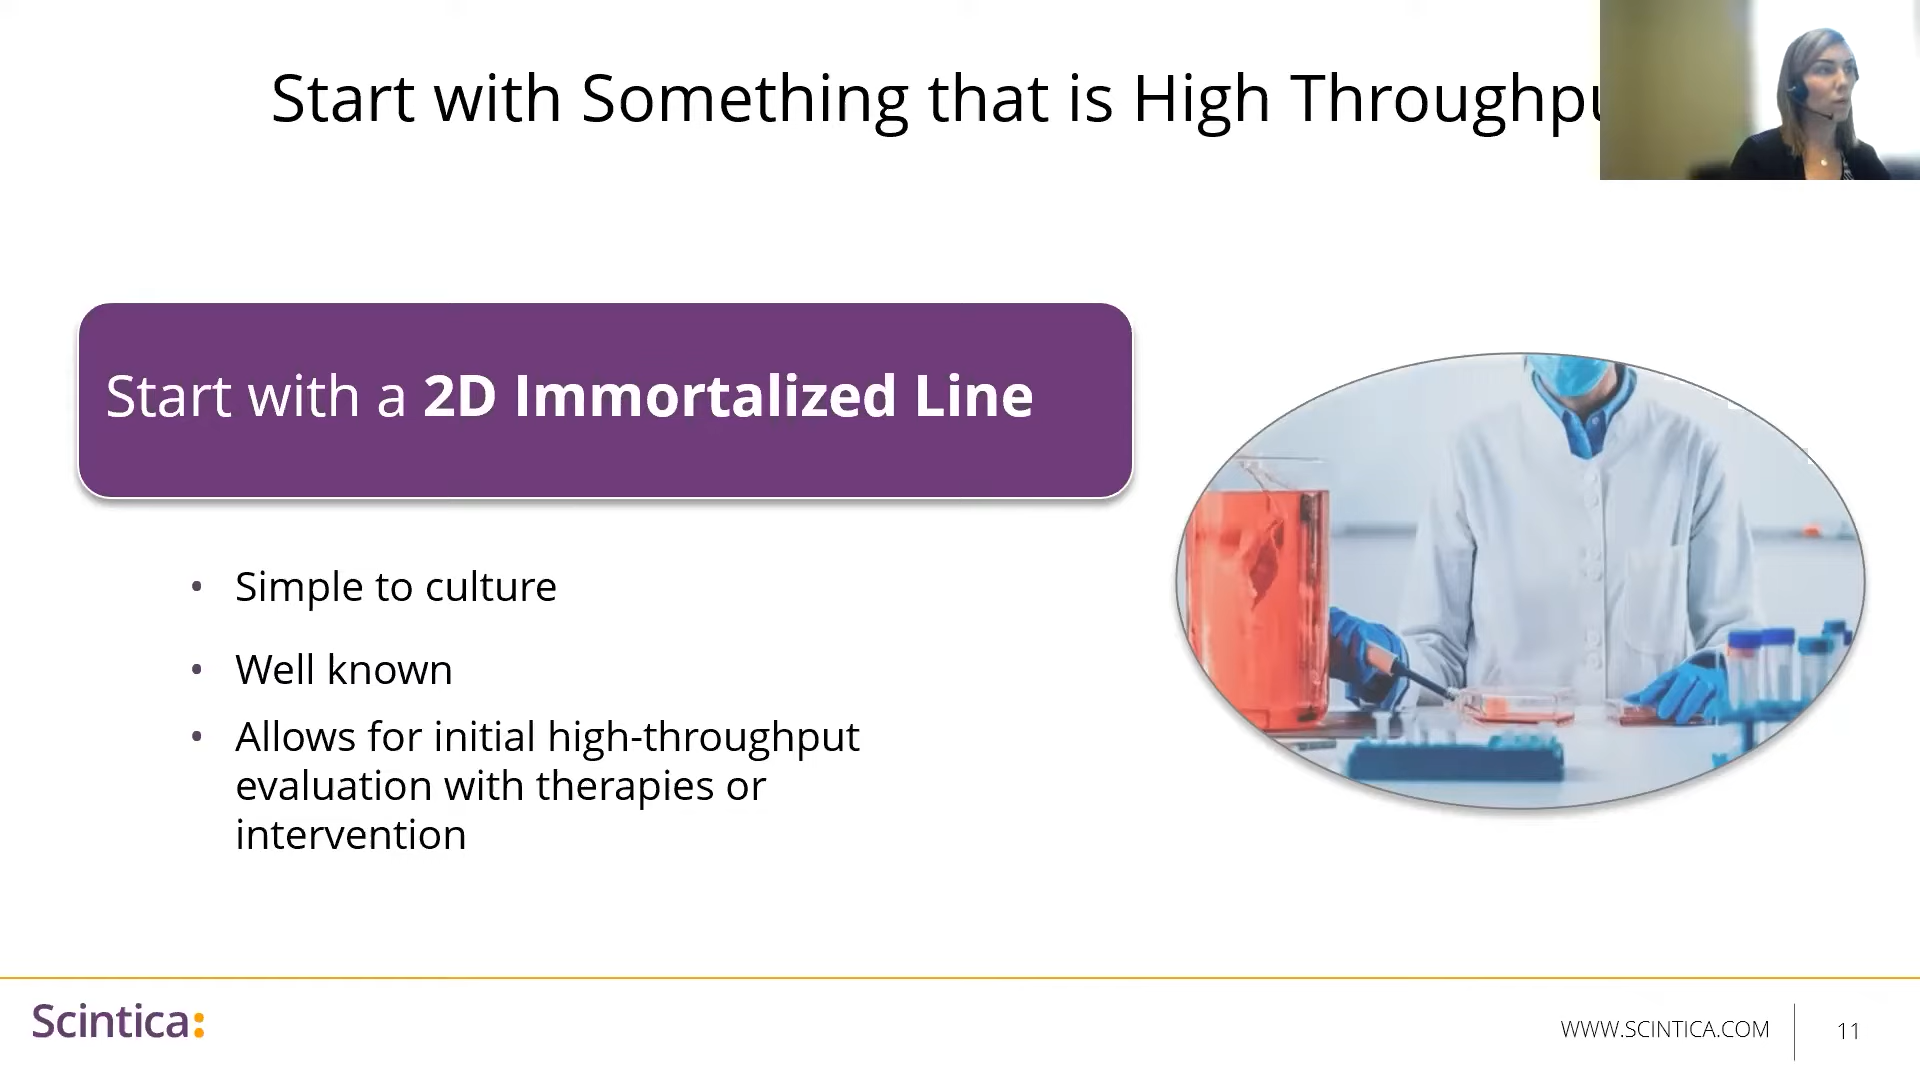 Start with Something that is High Throughpu
Start with a 2D Immortalized Line
• Simple to culture
• Well known
• Allows for initial high-throughput
evaluation with therapies or
intervention
Scintica:
WWW.SCINTICA.COM
11